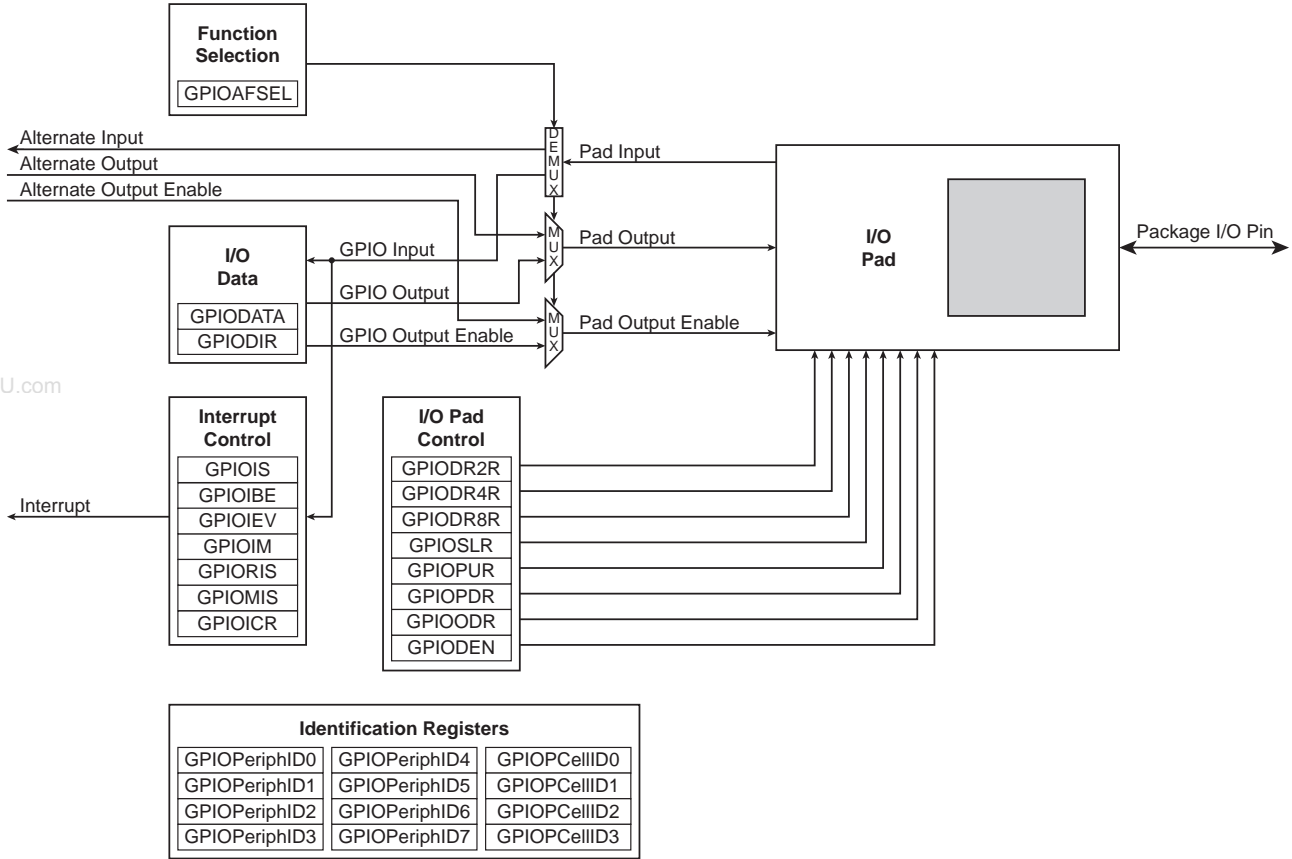 Function
Selection
GPIOAFSEL
Alternate Input
Alternate Output
Alternate Output Enable
DEMUX
Pad Input
MUX
Pad Output
MUX
Pad Output Enable
I/O
Data
GPIODATA
GPIODIR
GPIO Input
GPIO Output
GPIO Output Enable
I/O
Pad
Package I/O Pin
U.com
Interrupt
Control
GPIOIS
GPIOIBE
GPIOIEV
GPIOIM
GPIORIS
GPIOMIS
GPIOICR
Interrupt
I/O Pad
Control
GPIODR2R
GPIODR4R
GPIODR8R
GPIOSLR
GPIOPUR
GPIOPDR
GPIOODR
GPIODEN
Identification Registers
GPIOPeriphID0 GPIOPeriphID4 GPIOPCellID0
GPIOPeriphID1 GPIOPeriphID5 GPIOPCellID1
GPIOPeriphID2 GPIOPeriphID6 GPIOPCellID2
GPIOPeriphID3 GPIOPeriphID7 GPIOPCellID3